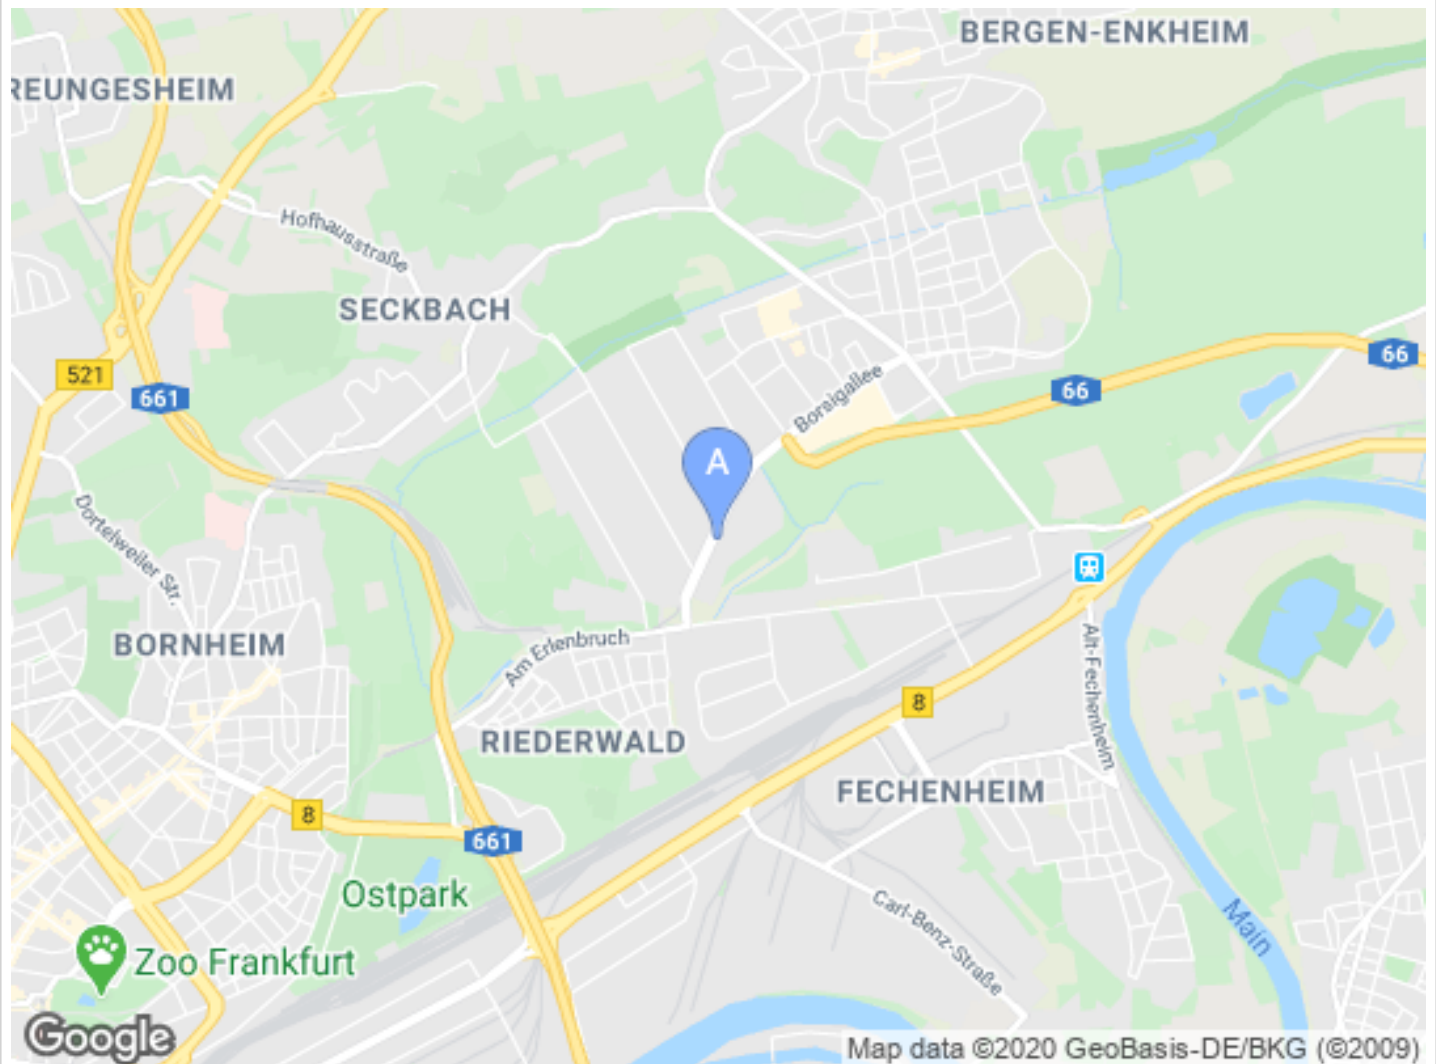 BERGEN-ENKHEIM
REUNGESHEIM
Hofhausstraße
SECKBACH
521
661
66
66
Borsigallee
A
Dortelweiler Str.
BORNHEIM
Am Erlenbruch
Alt-Fechenheim
8
RIEDERWALD
FECHENHEIM
8
661
Ostpark
Carl-Benz-Straße
Main
Zoo Frankfurt
Google
Map data ©2020 GeoBasis-DE/BKG (©2009)